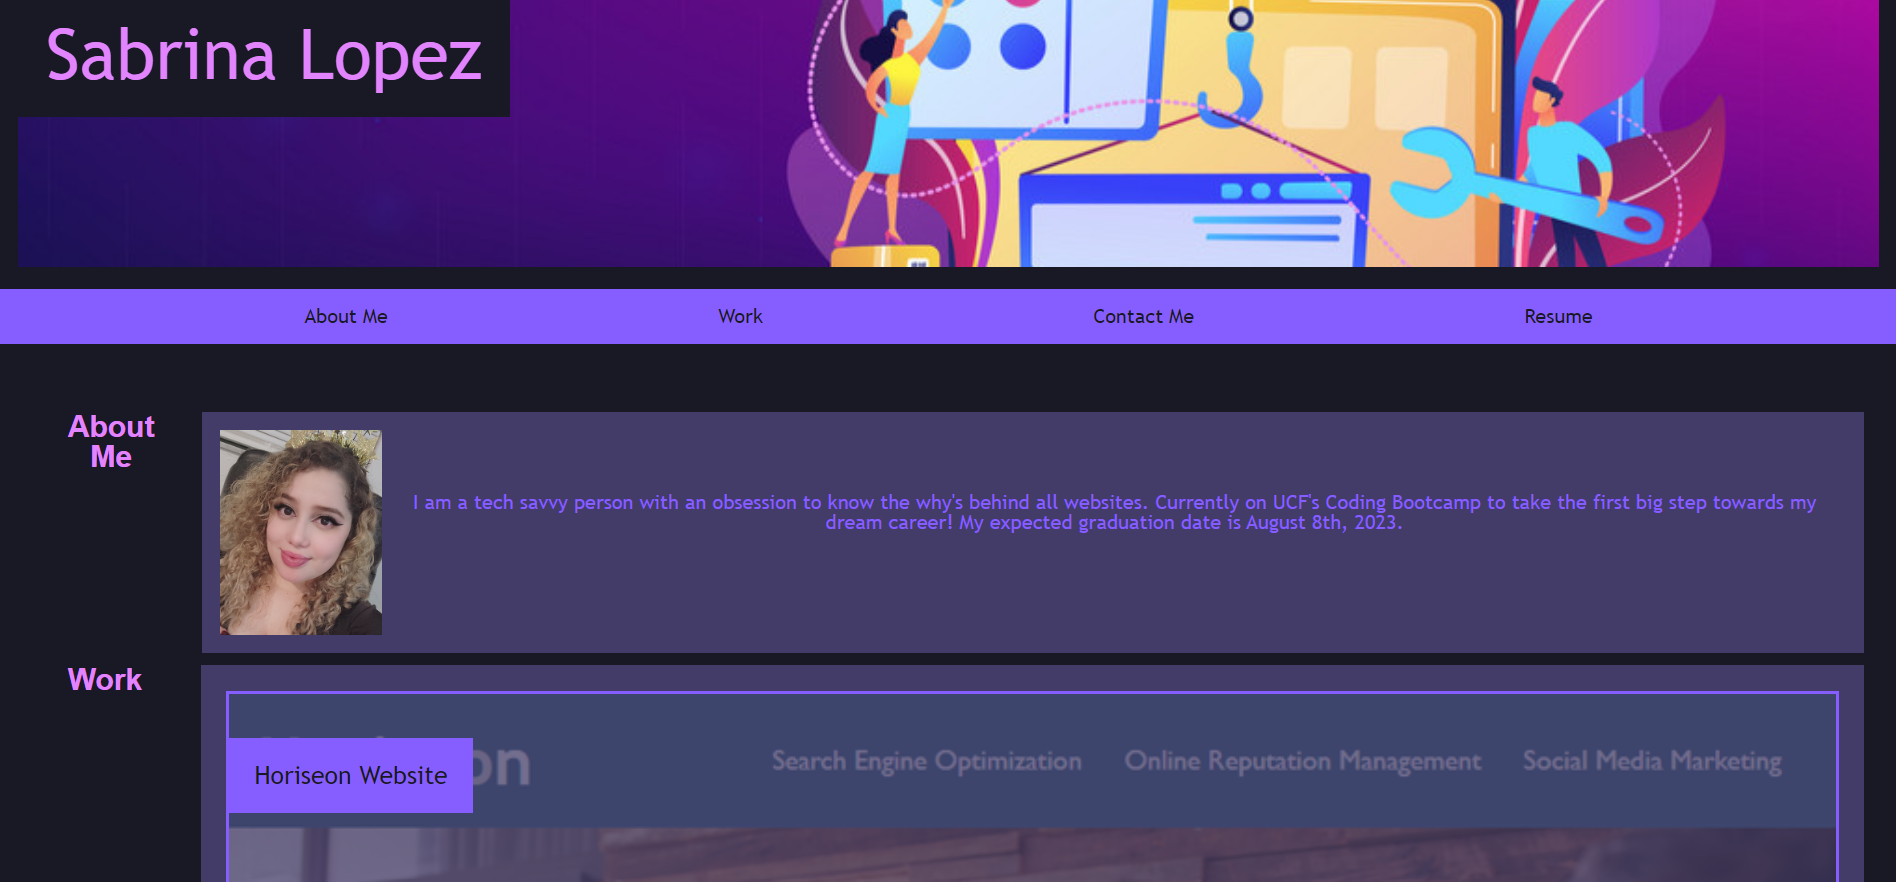 Sabrina Lopez
About Me
Work
Contact Me
Resume
About
Me
I am a tech savvy person with an obsession to know the why's behind all websites. Currently on UCF's Coding Bootcamp to take the first big step towards my
dream career! My expected graduation date is August 8th, 2023.
Work
Horiseon Website
Search Engine Optimization
Online Reputation Management
Social Media Marketing